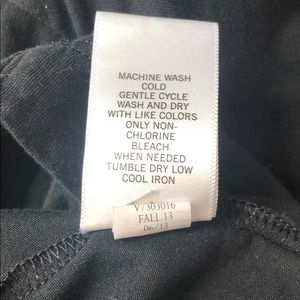 MACHINE WASH
COLD
GENTLE CYCLE
WASH AND DRY
WITH LIKE COLORS
ONLY NON-
CHLORINE
BLEACH
WHEN NEEDED
TUMBLE DRY LOW
COOL IRON
V/303016
FALL 13
06/13